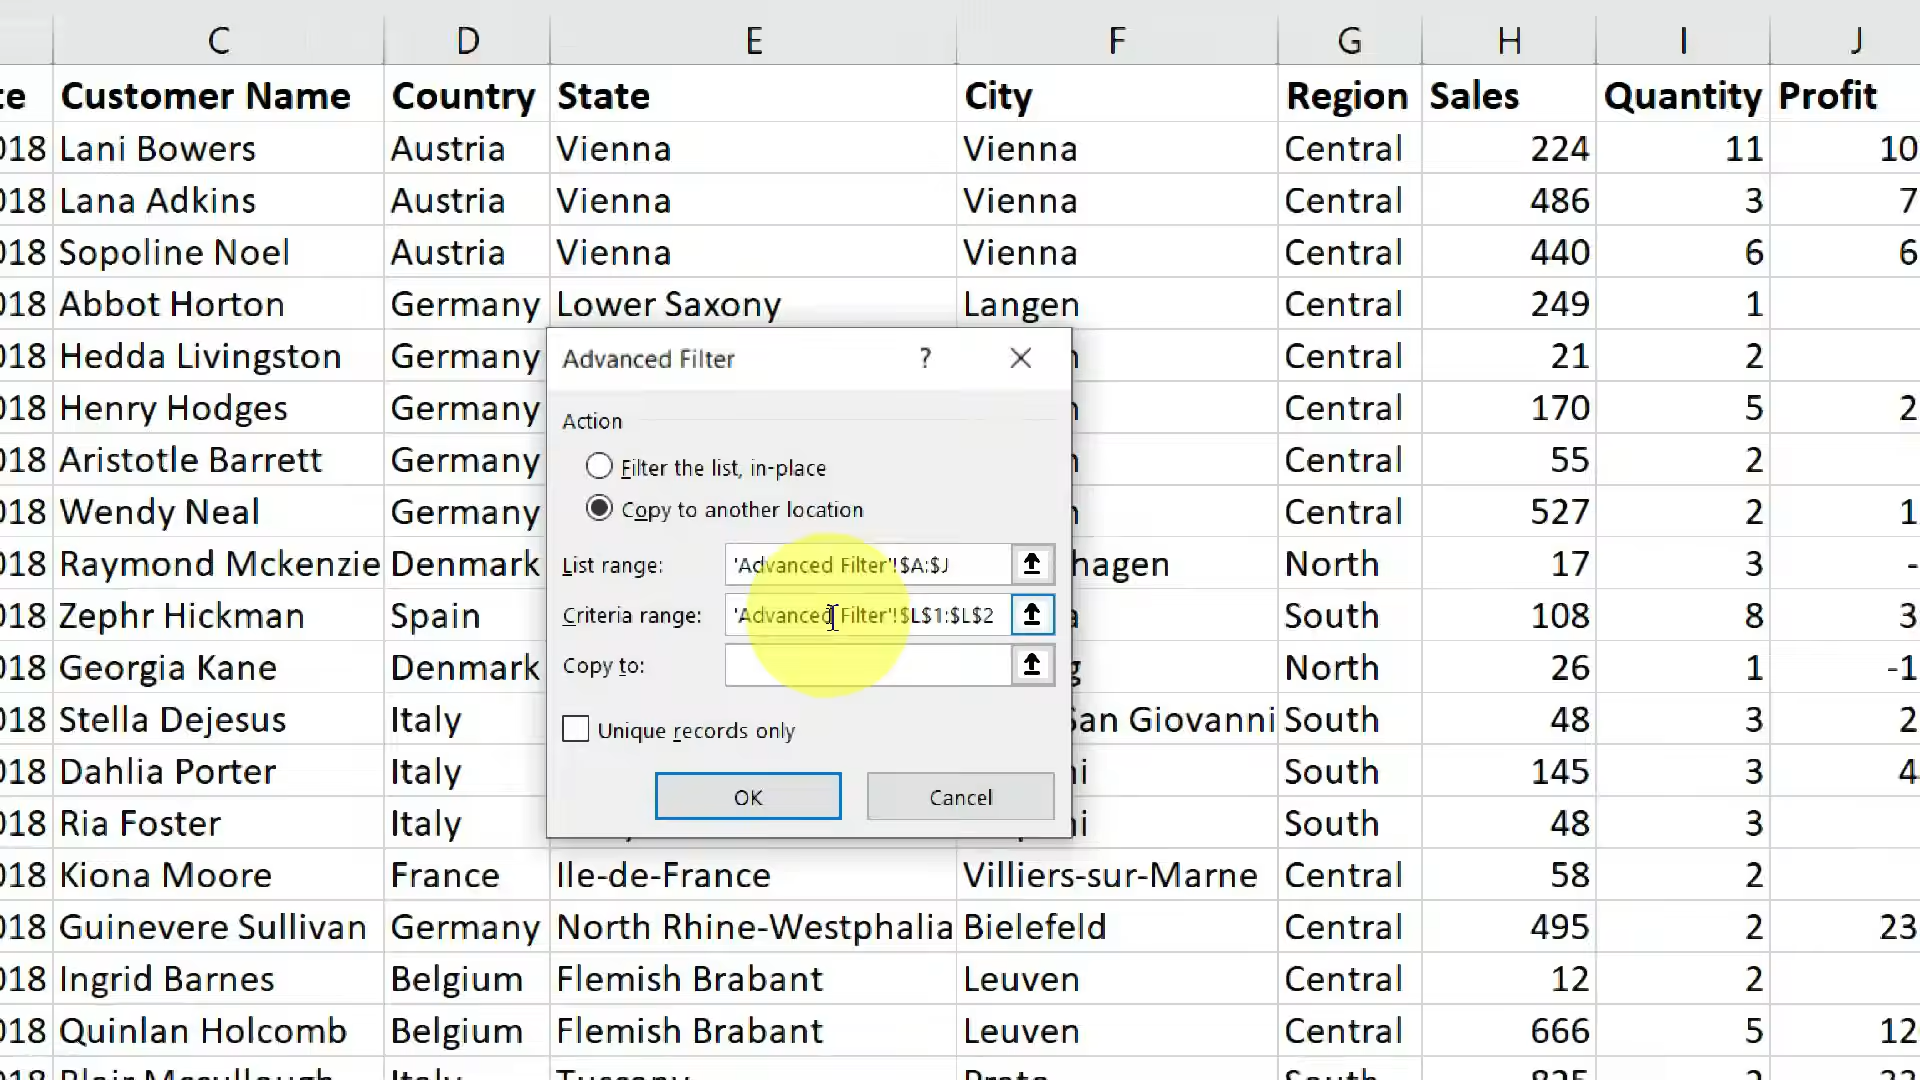 C D E F G H I J
te Customer Name Country State City Region Sales Quantity Profit
018 Lani Bowers Austria Vienna Vienna Central 224 11 10
018 Lana Adkins Austria Vienna Vienna Central 486 3 7
018 Sopoline Noel Austria Vienna Vienna Central 440 6 6
018 Abbot Horton Germany Lower Saxony Langen Central 249 1
018 Hedda Livingston Germany Central 21 2
018 Henry Hodges Germany Central 170 5 2
018 Aristotle Barrett Germany Central 55 2
018 Wendy Neal Germany Central 527 2 1
018 Raymond Mckenzie Denmark hagen North 17 3 -
018 Zephr Hickman Spain a South 108 8 3
018 Georgia Kane Denmark g North 26 1 -1
018 Stella Dejesus Italy San Giovanni South 48 3 2
018 Dahlia Porter Italy ni South 145 3 4
018 Ria Foster Italy ni South 48 3
018 Kiona Moore France Ile-de-France Villiers-sur-Marne Central 58 2
018 Guinevere Sullivan Germany North Rhine-Westphalia Bielefeld Central 495 2 23
018 Ingrid Barnes Belgium Flemish Brabant Leuven Central 12 2
018 Quinlan Holcomb Belgium Flemish Brabant Leuven Central 666 5 12
Advanced Filter ?
Action
Filter the list, in-place
Copy to another location
List range: 'Advanced Filter'!$A:$J
Criteria range: 'Advanced Filter'!$L$1:$L$2
Copy to:
Unique records only
OK Cancel